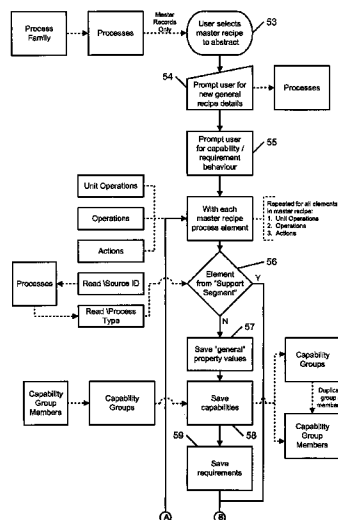 Process
Family
Processes
Master
Records
Only
User selects
master recipe
to abstract
53
54
Prompt user for
new general
recipe details
Processes
Prompt user
for capability /
requirement
behaviour
55
Unit Operations
Operations
Actions
With each
master recipe
process element
Repeated for all elements
in master recipe:
1. Unit Operations
2. Operations
3. Actions
56
Processes
Read \Source ID
Read \Process
Type
Element
from "Support
Segment"
Y
N
57
Save "general"
property values
Capability
Group
Members
Capability
Groups
Save
capabilities
58
Capability
Groups
group
Capability
Group
Members
59
Save
requirements
A
B